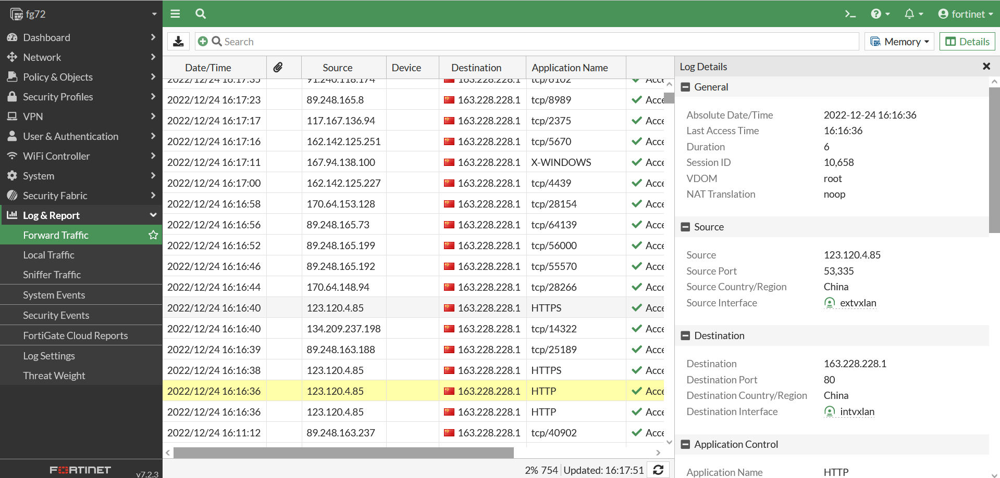 fg72
fortinet
Dashboard
Network
Policy & Objects
Security Profiles
VPN
User & Authentication
WiFi Controller
System
Security Fabric
Log & Report
Forward Traffic
Local Traffic
Sniffer Traffic
System Events
Security Events
FortiGate Cloud Reports
Log Settings
Threat Weight
FORTINET
v7.2.3
Search
Memory
Details
Date/Time Source Device Destination Application Name
2022/12/24 16:17:35 91.240.118.174 163.228.228.1 tcp/6102 Acce
2022/12/24 16:17:23 89.248.165.8 163.228.228.1 tcp/8989 Acce
2022/12/24 16:17:17 117.167.136.94 163.228.228.1 tcp/2375 Acce
2022/12/24 16:17:16 162.142.125.251 163.228.228.1 tcp/5670 Acce
2022/12/24 16:17:11 167.94.138.100 163.228.228.1 X-WINDOWS Acce
2022/12/24 16:17:00 162.142.125.227 163.228.228.1 tcp/4439 Acce
2022/12/24 16:16:58 170.64.153.128 163.228.228.1 tcp/28154 Acce
2022/12/24 16:16:56 89.248.165.73 163.228.228.1 tcp/64139 Acce
2022/12/24 16:16:52 89.248.165.199 163.228.228.1 tcp/56000 Acce
2022/12/24 16:16:46 89.248.165.192 163.228.228.1 tcp/55570 Acce
2022/12/24 16:16:44 170.64.148.94 163.228.228.1 tcp/28266 Acce
2022/12/24 16:16:40 123.120.4.85 163.228.228.1 HTTPS Acce
2022/12/24 16:16:40 134.209.237.198 163.228.228.1 tcp/14322 Acce
2022/12/24 16:16:39 89.248.163.188 163.228.228.1 tcp/25189 Acce
2022/12/24 16:16:38 123.120.4.85 163.228.228.1 HTTPS Acce
2022/12/24 16:16:36 123.120.4.85 163.228.228.1 HTTP Acce
2022/12/24 16:16:36 123.120.4.85 163.228.228.1 HTTP Acce
2022/12/24 16:11:12 89.248.163.237 163.228.228.1 tcp/40902 Acce
2% 754 Updated: 16:17:51
Log Details
General
Absolute Date/Time 2022-12-24 16:16:36
Last Access Time 16:16:36
Duration 6
Session ID 10,658
VDOM root
NAT Translation noop
Source
Source 123.120.4.85
Source Port 53,335
Source Country/Region China
Source Interface extvxlan
Destination
Destination 163.228.228.1
Destination Port 80
Destination Country/Region China
Destination Interface intvxlan
Application Control
Application Name HTTP